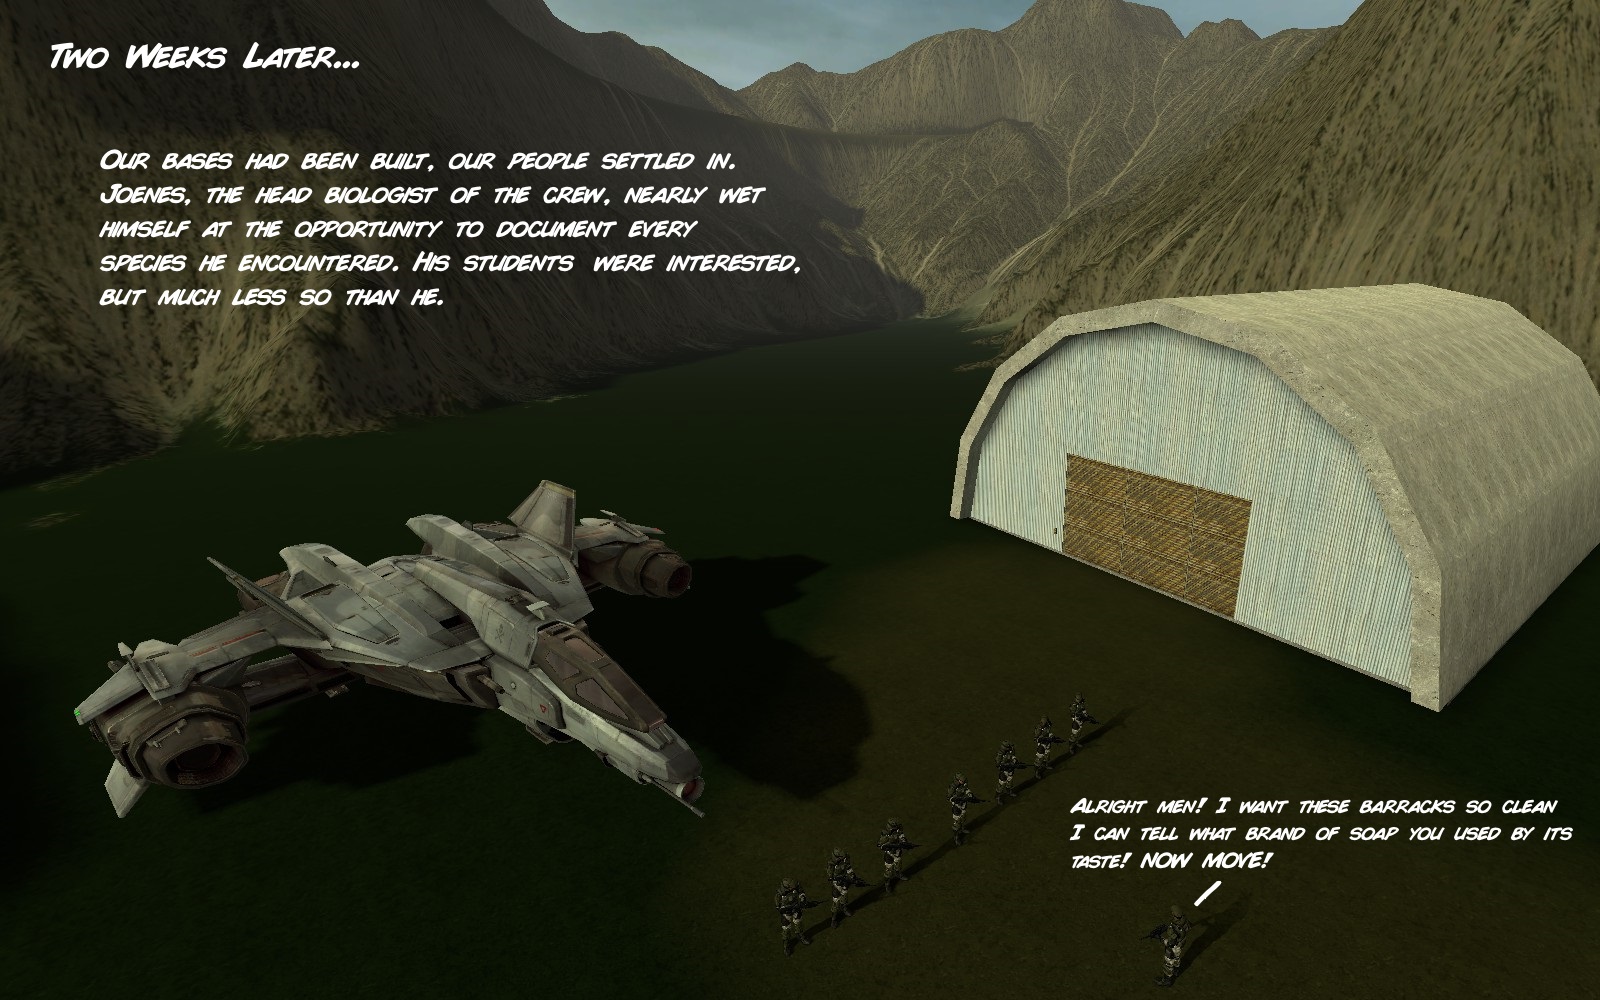 Two Weeks Later...
Our bases had been built, our people settled in.
Joenes, the head biologist of the crew, nearly wet
himself at the opportunity to document every
species he encountered. His students were interested,
but much less so than he.
Alright men! I want these barracks so clean
I can tell what brand of soap you used by its
taste! NOW MOVE!